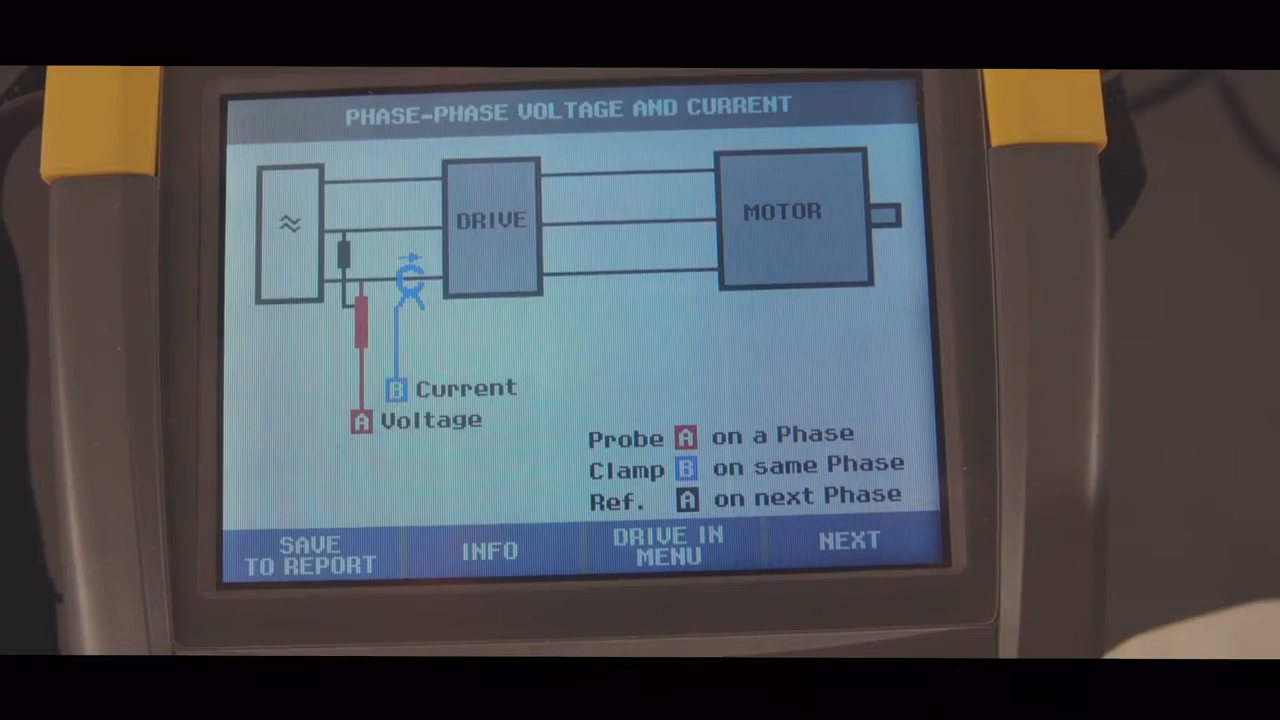 PHASE-PHASE VOLTAGE AND CURRENT
DRIVE
MOTOR
B Current
A Voltage
Probe A on a Phase
Clamp B on same Phase
Ref. A on next Phase
SAVE
TO REPORT
INFO
DRIVE IN
MENU
NEXT